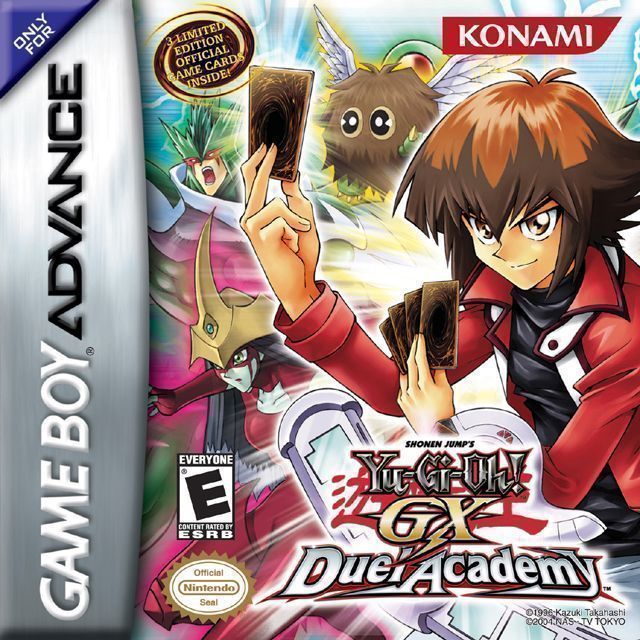 ONLY
FOR
GAME BOY ADVANCE
®
3 LIMITED
EDITION
OFFICIAL
GAME CARDS
INSIDE!
KONAMI
SHONEN JUMP'S
Yu-Gi-Oh!
GX
Duel Academy
™
EVERYONE
E
®
CONTENT RATED BY
ESRB
Official
Nintendo
Seal
©1996 Kazuki Takahashi
©2004 NAS・TV TOKYO